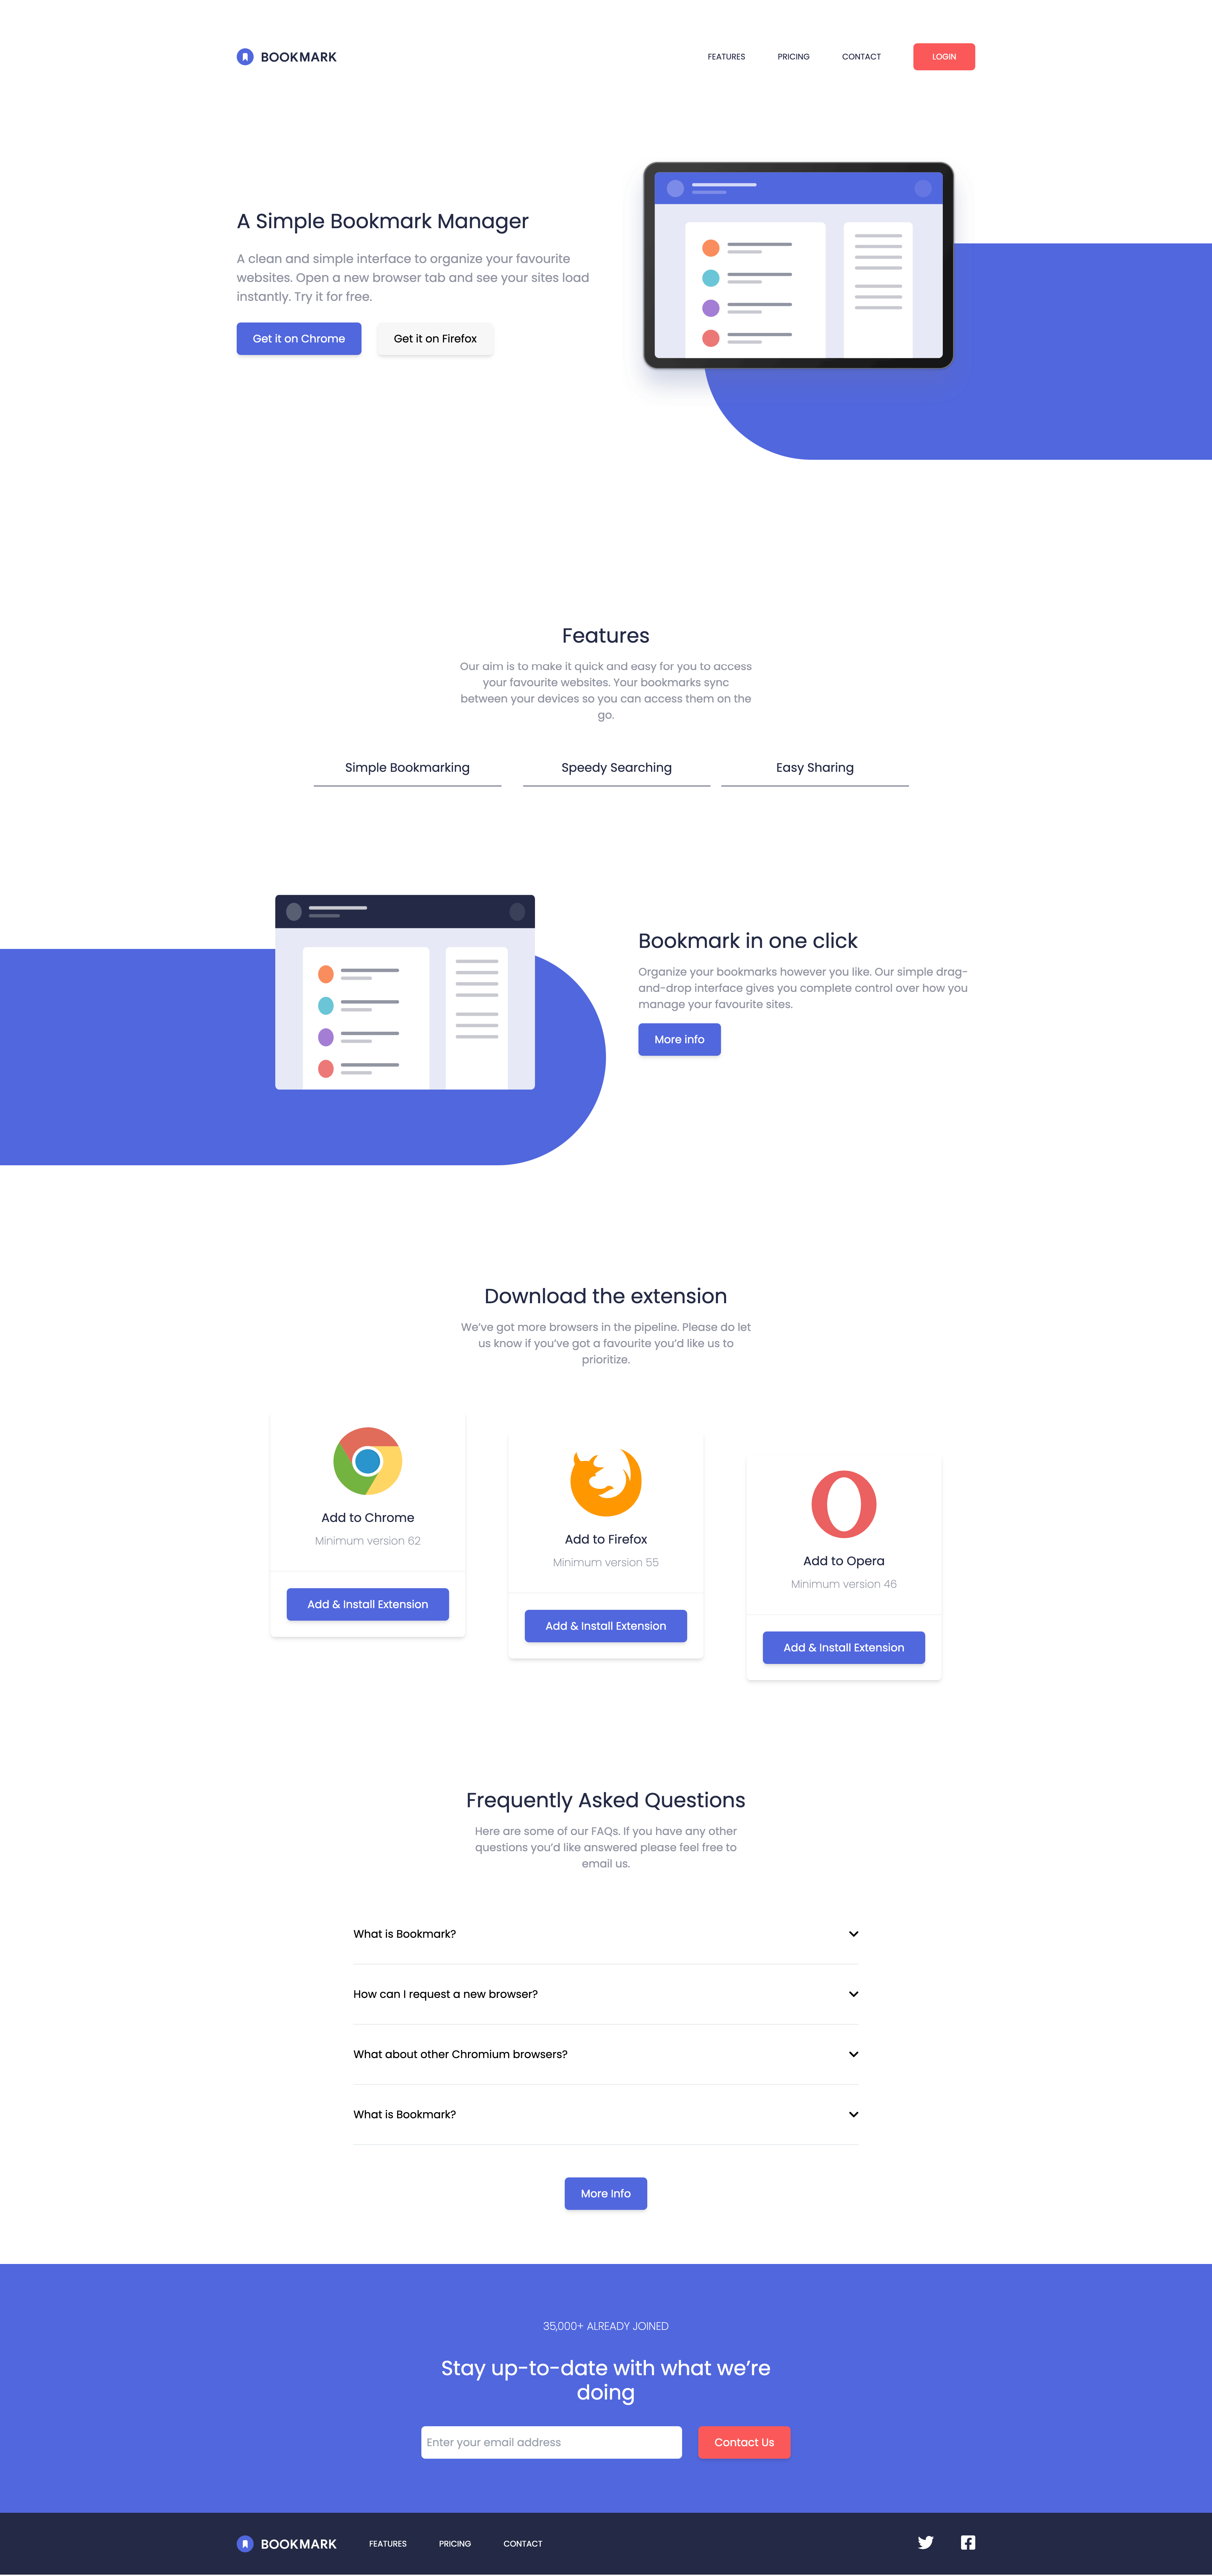 BOOKMARK
FEATURES
PRICING
CONTACT
LOGIN
A Simple Bookmark Manager
A clean and simple interface to organize your favourite
websites. Open a new browser tab and see your sites load
instantly. Try it for free.
Get it on Chrome
Get it on Firefox
Features
Our aim is to make it quick and easy for you to access
your favourite websites. Your bookmarks sync
between your devices so you can access them on the
go.
Simple Bookmarking
Speedy Searching
Easy Sharing
Bookmark in one click
Organize your bookmarks however you like. Our simple drag-
and-drop interface gives you complete control over how you
manage your favourite sites.
More info
Download the extension
We’ve got more browsers in the pipeline. Please do let
us know if you’ve got a favourite you’d like us to
prioritize.
Add to Chrome
Minimum version 62
Add & Install Extension
Add to Firefox
Minimum version 55
Add & Install Extension
Add to Opera
Minimum version 46
Add & Install Extension
Frequently Asked Questions
Here are some of our FAQs. If you have any other
questions you’d like answered please feel free to
email us.
What is Bookmark?
How can I request a new browser?
What about other Chromium browsers?
What is Bookmark?
More Info
35,000+ ALREADY JOINED
Stay up-to-date with what we’re
doing
Enter your email address
Contact Us
BOOKMARK
FEATURES
PRICING
CONTACT